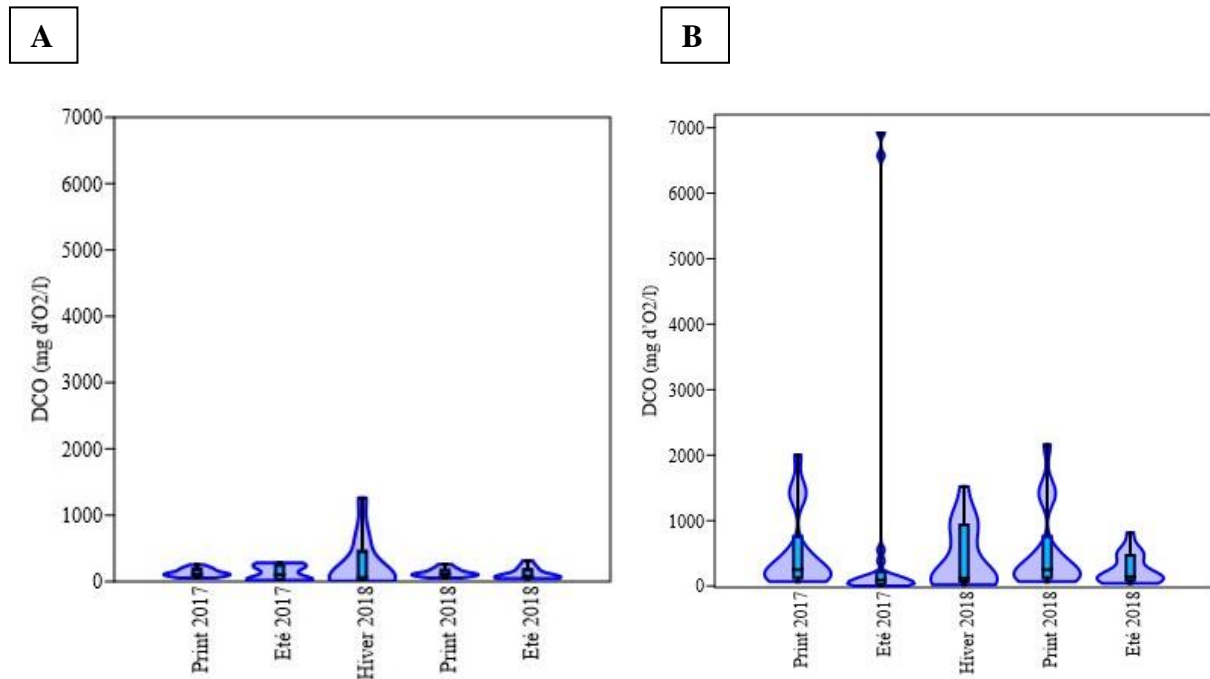 A
B
7000
6000
5000
4000
3000
2000
1000
0
DCO (mg d'O2/l)
Print 2017
Eté 2017
Hiver 2018
Print 2018
Eté 2018
7000
6000
5000
4000
3000
2000
1000
0
DCO (mg d'O2/l)
Print 2017
Eté 2017
Hiver 2018
Print 2018
Eté 2018